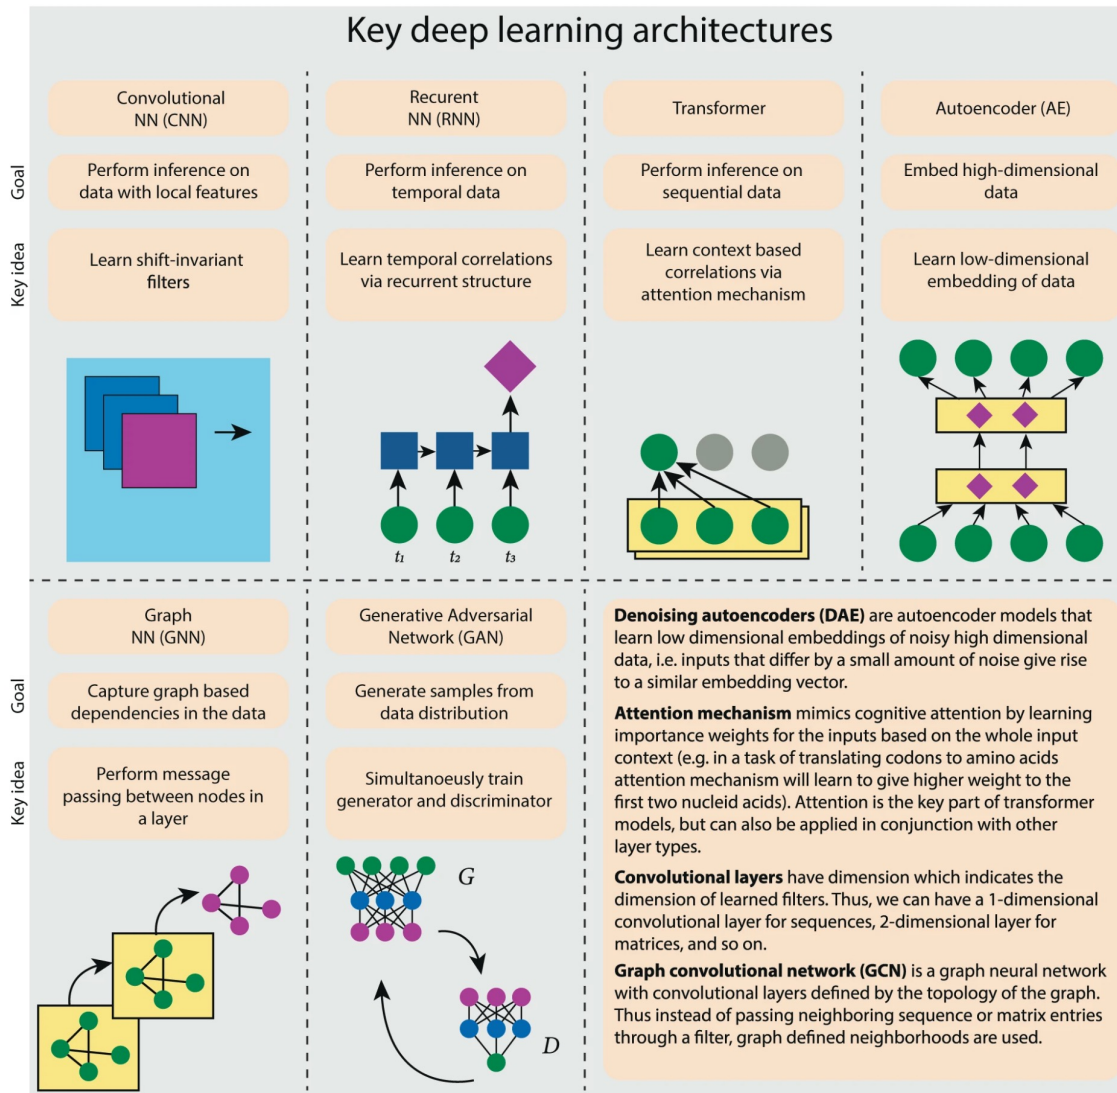 Key deep learning architectures
Convolutional
NN (CNN)
Recurent
NN (RNN)
Transformer
Autoencoder (AE)
Goal
Perform inference on
data with local features
Perform inference on
temporal data
Perform inference on
sequential data
Embed high-dimensional
data
Key idea
Learn shift-invariant
filters
Learn temporal correlations
via recurrent structure
Learn context based
correlations via
attention mechanism
Learn low-dimensional
embedding of data
t₁ t₂ t₃
Graph
NN (GNN)
Generative Adversarial
Network (GAN)
Goal
Capture graph based
dependencies in the data
Generate samples from
data distribution
Key idea
Perform message
passing between nodes in
a layer
Simultanoeusly train
generator and discriminator
G
D
Denoising autoencoders (DAE) are autoencoder models that
learn low dimensional embeddings of noisy high dimensional
data, i.e. inputs that differ by a small amount of noise give rise
to a similar embedding vector.
Attention mechanism mimics cognitive attention by learning
importance weights for the inputs based on the whole input
context (e.g. in a task of translating codons to amino acids
attention mechanism will learn to give higher weight to the
first two nucleid acids). Attention is the key part of transformer
models, but can also be applied in conjunction with other
layer types.
Convolutional layers have dimension which indicates the
dimension of learned filters. Thus, we can have a 1-dimensional
convolutional layer for sequences, 2-dimensional layer for
matrices, and so on.
Graph convolutional network (GCN) is a graph neural network
with convolutional layers defined by the topology of the graph.
Thus instead of passing neighboring sequence or matrix entries
through a filter, graph defined neighborhoods are used.